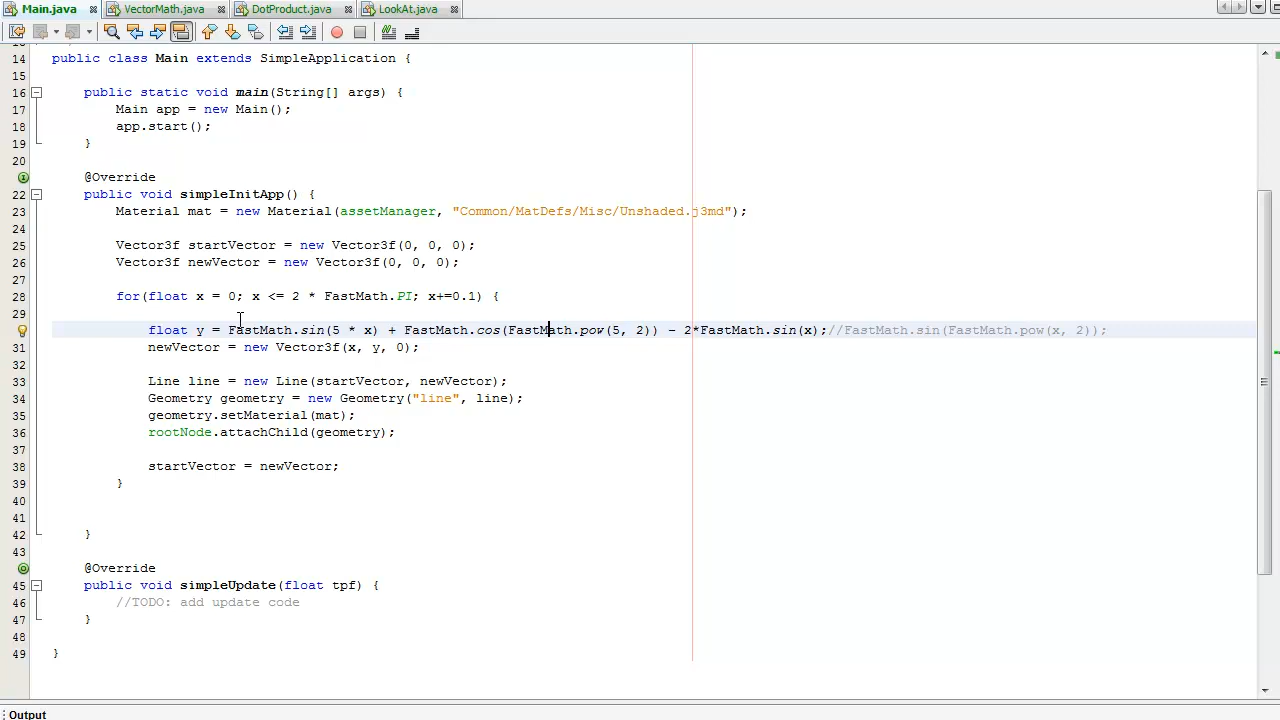 Main.java VectorMath.java DotProduct.java LookAt.java
14 public class Main extends SimpleApplication {
15
16 public static void main(String[] args) {
17 Main app = new Main();
18 app.start();
19 }
20
@Override
22 public void simpleInitApp() {
23 Material mat = new Material(assetManager, "Common/MatDefs/Misc/Unshaded.j3md");
24
25 Vector3f startVector = new Vector3f(0, 0, 0);
26 Vector3f newVector = new Vector3f(0, 0, 0);
27
28 for(float x = 0; x <= 2 * FastMath.PI; x+=0.1) {
29
float y = FastMath.sin(5 * x) + FastMath.cos(FastMath.pow(5, 2)) - 2*FastMath.sin(x);//FastMath.sin(FastMath.pow(x, 2));
31 newVector = new Vector3f(x, y, 0);
32
33 Line line = new Line(startVector, newVector);
34 Geometry geometry = new Geometry("line", line);
35 geometry.setMaterial(mat);
36 rootNode.attachChild(geometry);
37
38 startVector = newVector;
39 }
40
41
42 }
43
@Override
45 public void simpleUpdate(float tpf) {
46 //TODO: add update code
47 }
48
49 }
Output